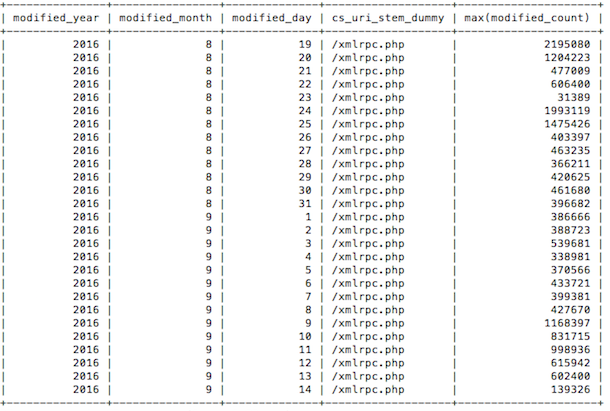 | modified_year | modified_month | modified_day | cs_uri_stem_dummy | max(modified_count) |
| 2016 | 8 | 19 | /xmlrpc.php | 2195080 |
| 2016 | 8 | 20 | /xmlrpc.php | 1204223 |
| 2016 | 8 | 21 | /xmlrpc.php | 477009 |
| 2016 | 8 | 22 | /xmlrpc.php | 606400 |
| 2016 | 8 | 23 | /xmlrpc.php | 31389 |
| 2016 | 8 | 24 | /xmlrpc.php | 1993119 |
| 2016 | 8 | 25 | /xmlrpc.php | 1475426 |
| 2016 | 8 | 26 | /xmlrpc.php | 403397 |
| 2016 | 8 | 27 | /xmlrpc.php | 463235 |
| 2016 | 8 | 28 | /xmlrpc.php | 366211 |
| 2016 | 8 | 29 | /xmlrpc.php | 420625 |
| 2016 | 8 | 30 | /xmlrpc.php | 461680 |
| 2016 | 8 | 31 | /xmlrpc.php | 396682 |
| 2016 | 9 | 1 | /xmlrpc.php | 386666 |
| 2016 | 9 | 2 | /xmlrpc.php | 388723 |
| 2016 | 9 | 3 | /xmlrpc.php | 539681 |
| 2016 | 9 | 4 | /xmlrpc.php | 338981 |
| 2016 | 9 | 5 | /xmlrpc.php | 370566 |
| 2016 | 9 | 6 | /xmlrpc.php | 433721 |
| 2016 | 9 | 7 | /xmlrpc.php | 399381 |
| 2016 | 9 | 8 | /xmlrpc.php | 427670 |
| 2016 | 9 | 9 | /xmlrpc.php | 1168397 |
| 2016 | 9 | 10 | /xmlrpc.php | 831715 |
| 2016 | 9 | 11 | /xmlrpc.php | 998936 |
| 2016 | 9 | 12 | /xmlrpc.php | 615942 |
| 2016 | 9 | 13 | /xmlrpc.php | 602400 |
| 2016 | 9 | 14 | /xmlrpc.php | 139326 |